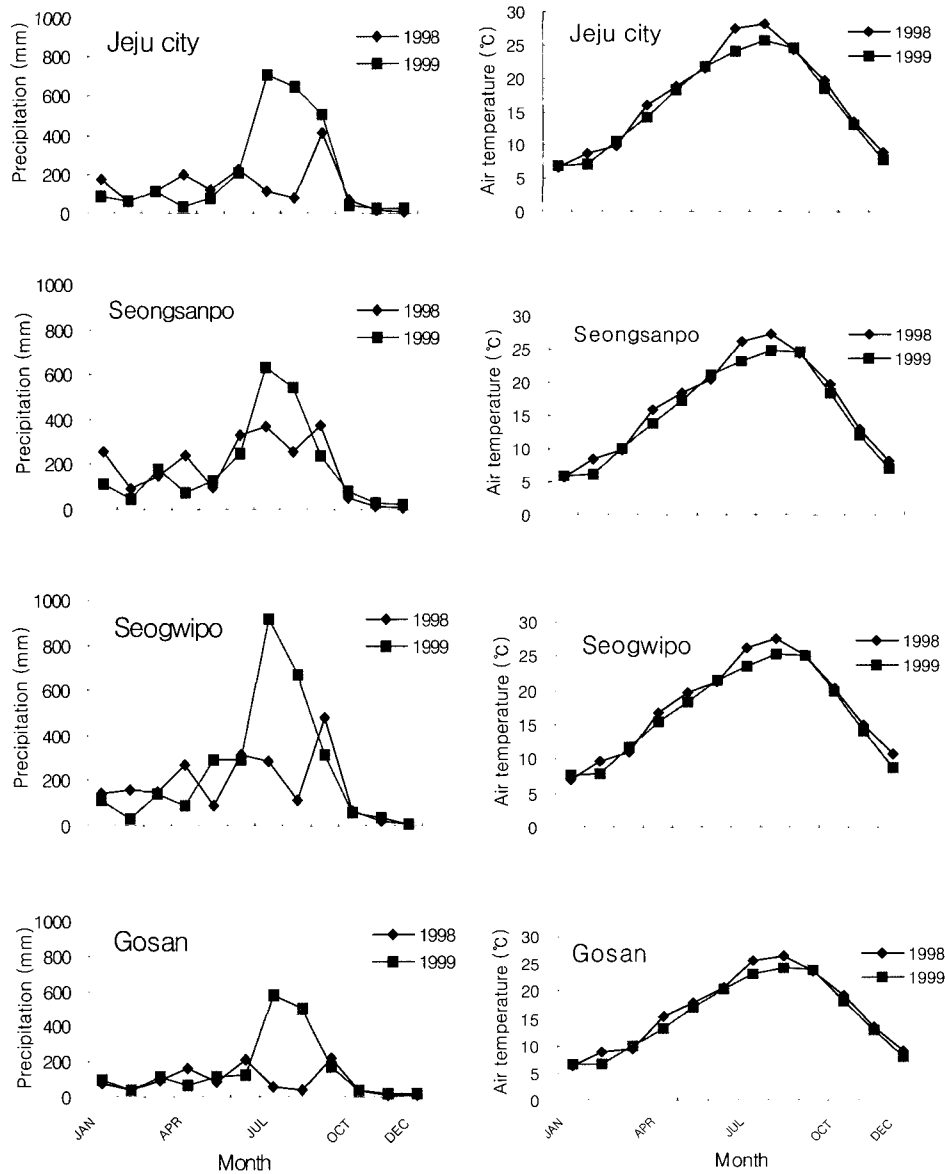 1000
800
600
400
200
0
Precipitation (mm)
Jeju city
1998
1999
30
25
20
15
10
5
0
Air temperature (℃)
Jeju city
1998
1999
1000
800
600
400
200
0
Precipitation (mm)
Seongsanpo
1998
1999
30
25
20
15
10
5
0
Air temperature (℃)
Seongsanpo
1998
1999
1000
800
600
400
200
0
Precipitation (mm)
Seogwipo
1998
1999
30
25
20
15
10
5
0
Air temperature (℃)
Seogwipo
1998
1999
1000
800
600
400
200
0
Precipitation (mm)
Gosan
1998
1999
JAN
APR
JUL
OCT
DEC
Month
30
25
20
15
10
5
0
Air temperature (℃)
Gosan
1998
1999
JAN
APR
JUL
OCT
DEC
Month